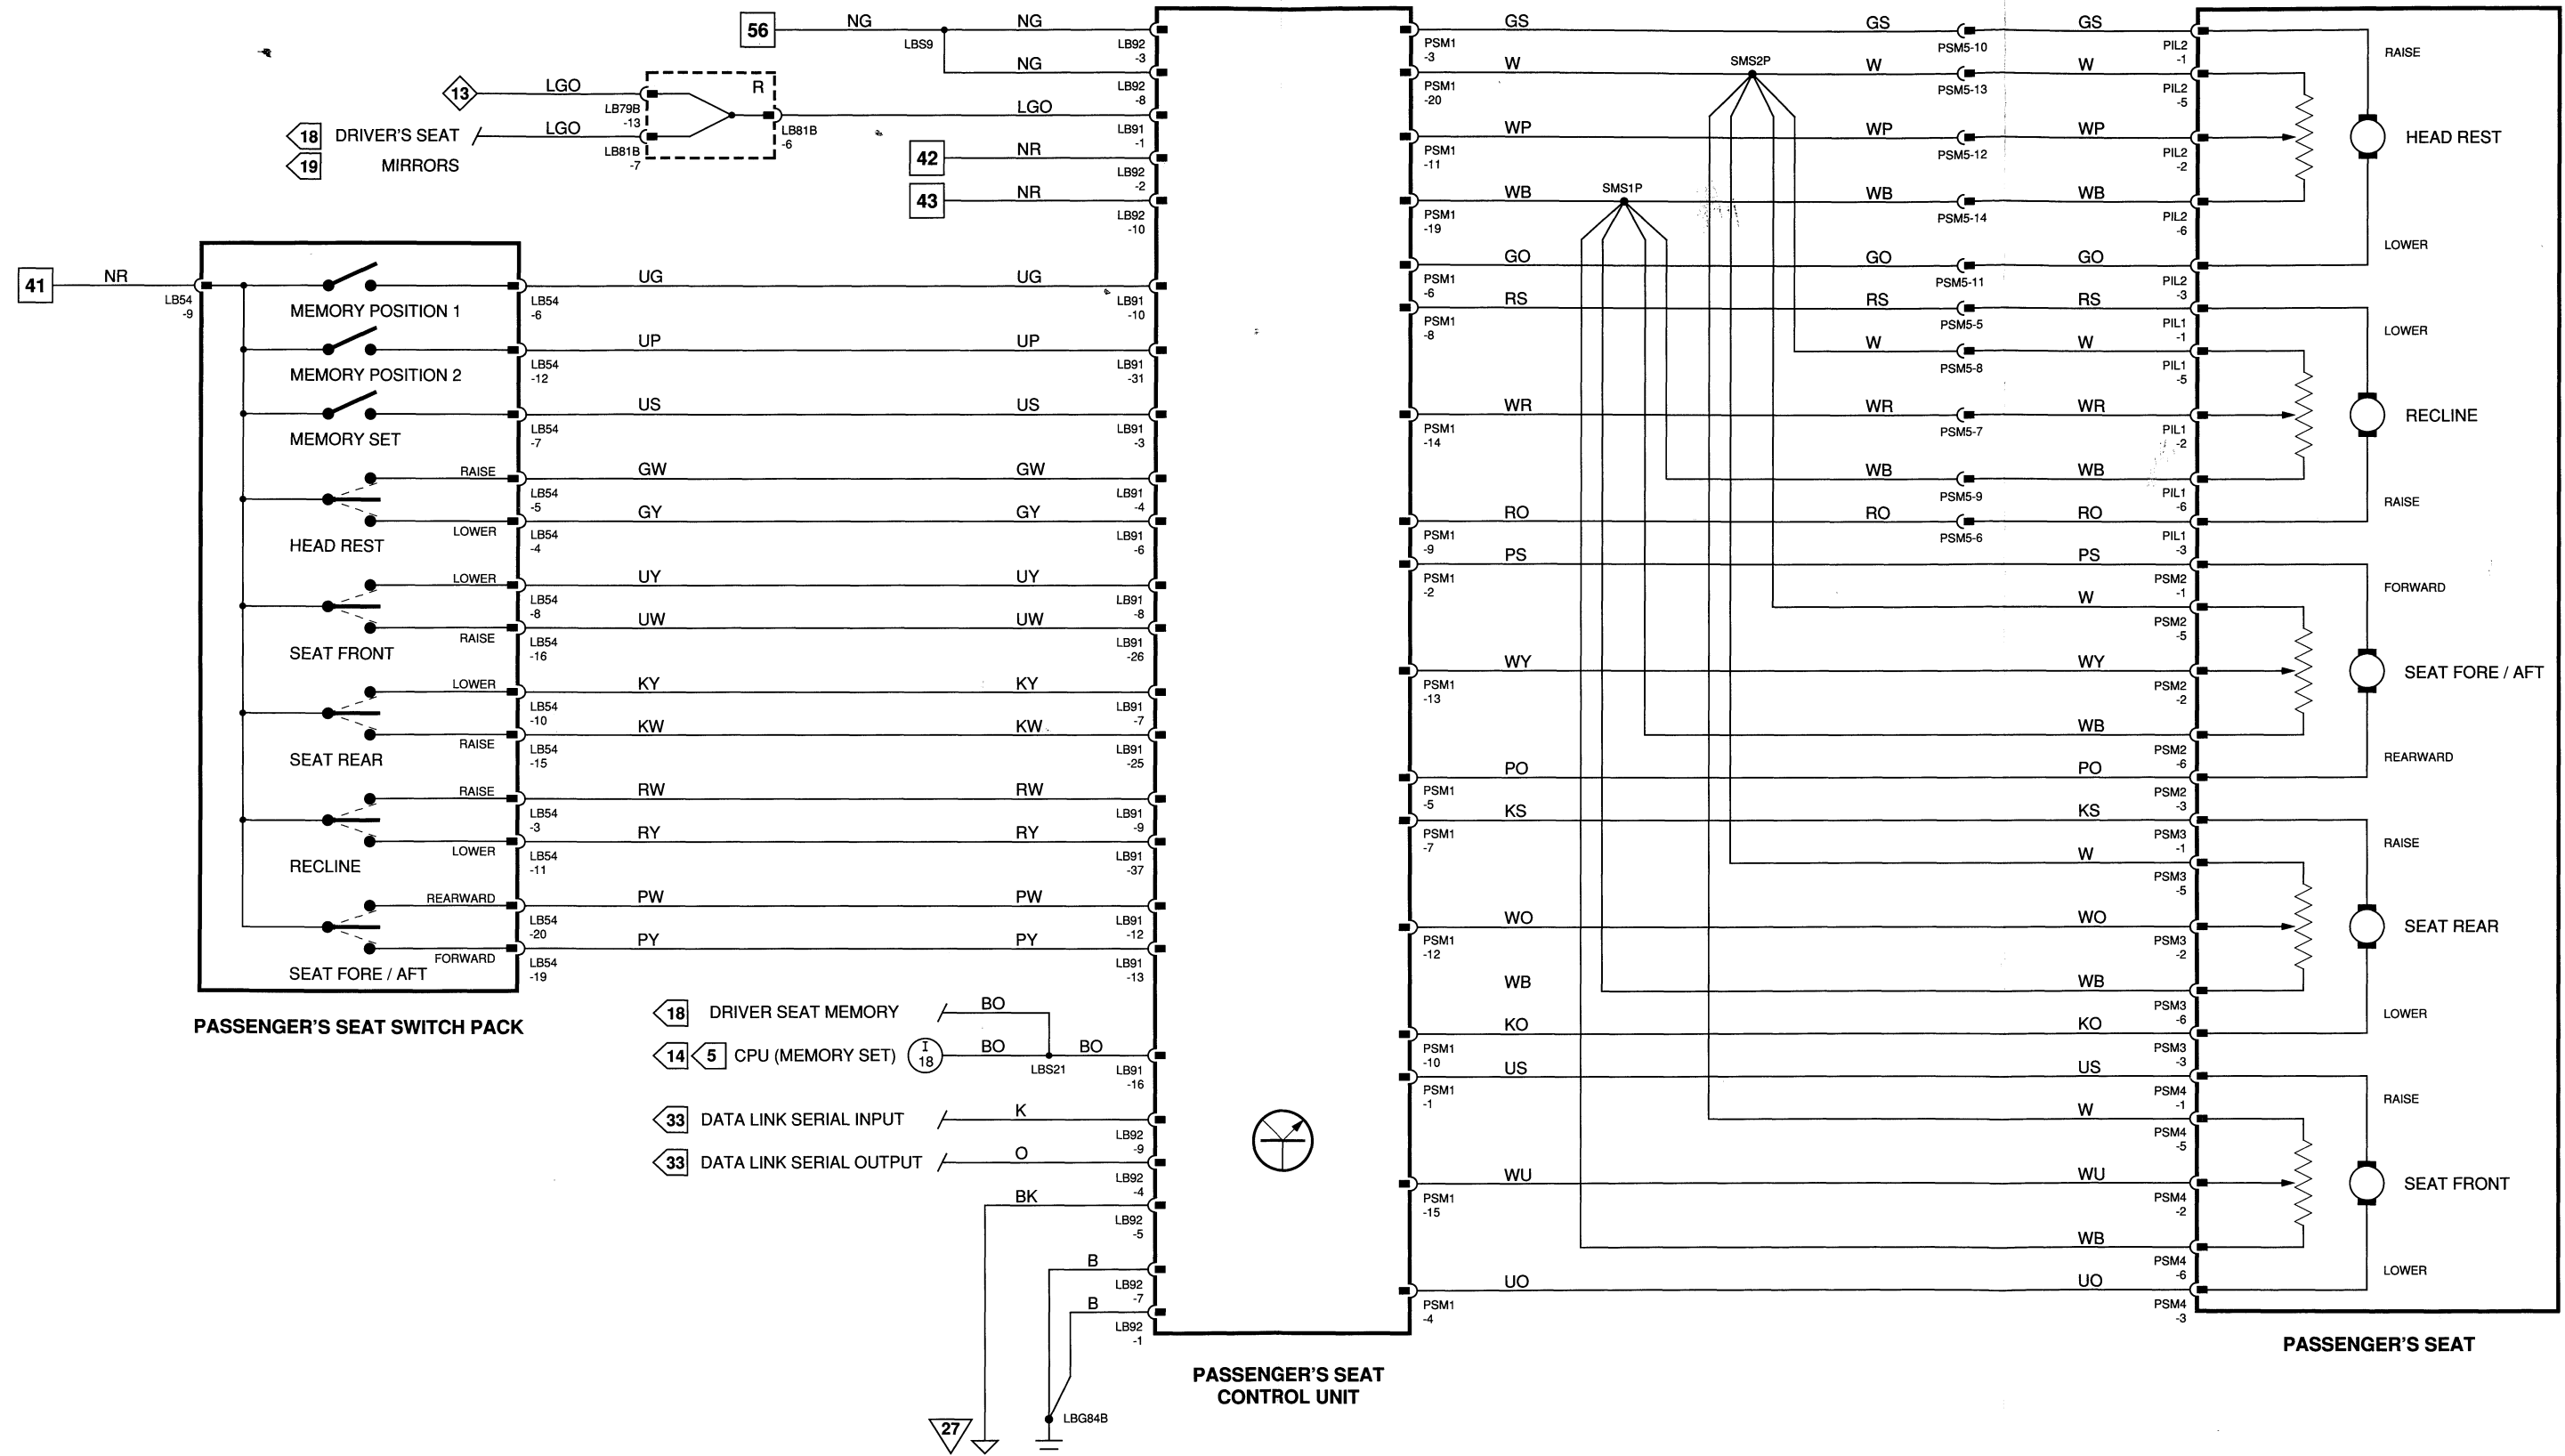 56
NG
LBS9
NG
LB92
-3
NG
LB92
-8
13
LGO
LB79B
-13
R
LGO
LB81B
-6
LB91
-1
18 DRIVER'S SEAT
LGO
LB81B
-7
19 MIRRORS
42
NR
LB92
-2
43
NR
LB92
-10
41
NR
LB54
-9
MEMORY POSITION 1
LB54
-6
UG
UG
LB91
-10
MEMORY POSITION 2
LB54
-12
UP
UP
LB91
-31
MEMORY SET
LB54
-7
US
US
LB91
-3
RAISE
LB54
-5
GW
GW
LB91
-4
LOWER
LB54
-4
GY
GY
LB91
-6
HEAD REST
LOWER
LB54
-8
UY
UY
LB91
-8
RAISE
LB54
-16
UW
UW
LB91
-26
SEAT FRONT
LOWER
LB54
-10
KY
KY
LB91
-7
RAISE
LB54
-15
KW
KW
LB91
-25
SEAT REAR
RAISE
LB54
-3
RW
RW
LB91
-9
LOWER
LB54
-11
RY
RY
LB91
-37
RECLINE
REARWARD
LB54
-20
PW
PW
LB91
-12
FORWARD
LB54
-19
PY
PY
LB91
-13
SEAT FORE / AFT
PASSENGER'S SEAT SWITCH PACK
18 DRIVER SEAT MEMORY
BO
14 5 CPU (MEMORY SET) I 18
BO
BO
LBS21
LB91
-16
33 DATA LINK SERIAL INPUT
K
LB92
-9
33 DATA LINK SERIAL OUTPUT
O
LB92
-4
BK
LB92
-5
B
LB92
-7
B
LB92
-1
27
LBG84B
PASSENGER'S SEAT
CONTROL UNIT
PSM1
-3
GS
GS
PSM5-10
GS
PIL2
-1
RAISE
PSM1
-20
W
SMS2P
W
PSM5-13
W
PIL2
-5
PSM1
-11
WP
WP
PSM5-12
WP
PIL2
-2
HEAD REST
PSM1
-19
WB
SMS1P
WB
PSM5-14
WB
PIL2
-6
LOWER
PSM1
-6
GO
GO
PSM5-11
GO
PIL2
-3
PSM1
-8
RS
RS
PSM5-5
RS
PIL1
-1
LOWER
W
PSM5-8
W
PIL1
-5
PSM1
-14
WR
WR
PSM5-7
WR
PIL1
-2
RECLINE
WB
PSM5-9
WB
PIL1
-6
RAISE
PSM1
-9
RO
RO
PSM5-6
RO
PIL1
-3
PSM1
-2
PS
PS
PSM2
-1
FORWARD
W
PSM2
-5
PSM1
-13
WY
WY
PSM2
-2
SEAT FORE / AFT
WB
PSM2
-6
REARWARD
PSM1
-5
PO
PO
PSM2
-3
PSM1
-7
KS
KS
PSM3
-1
RAISE
W
PSM3
-5
PSM1
-12
WO
WO
PSM3
-2
SEAT REAR
WB
WB
PSM3
-6
LOWER
PSM1
-10
KO
KO
PSM3
-3
PSM1
-1
US
US
PSM4
-1
RAISE
W
PSM4
-5
PSM1
-15
WU
WU
PSM4
-2
SEAT FRONT
WB
PSM4
-6
LOWER
PSM1
-4
UO
UO
PSM4
-3
PASSENGER'S SEAT